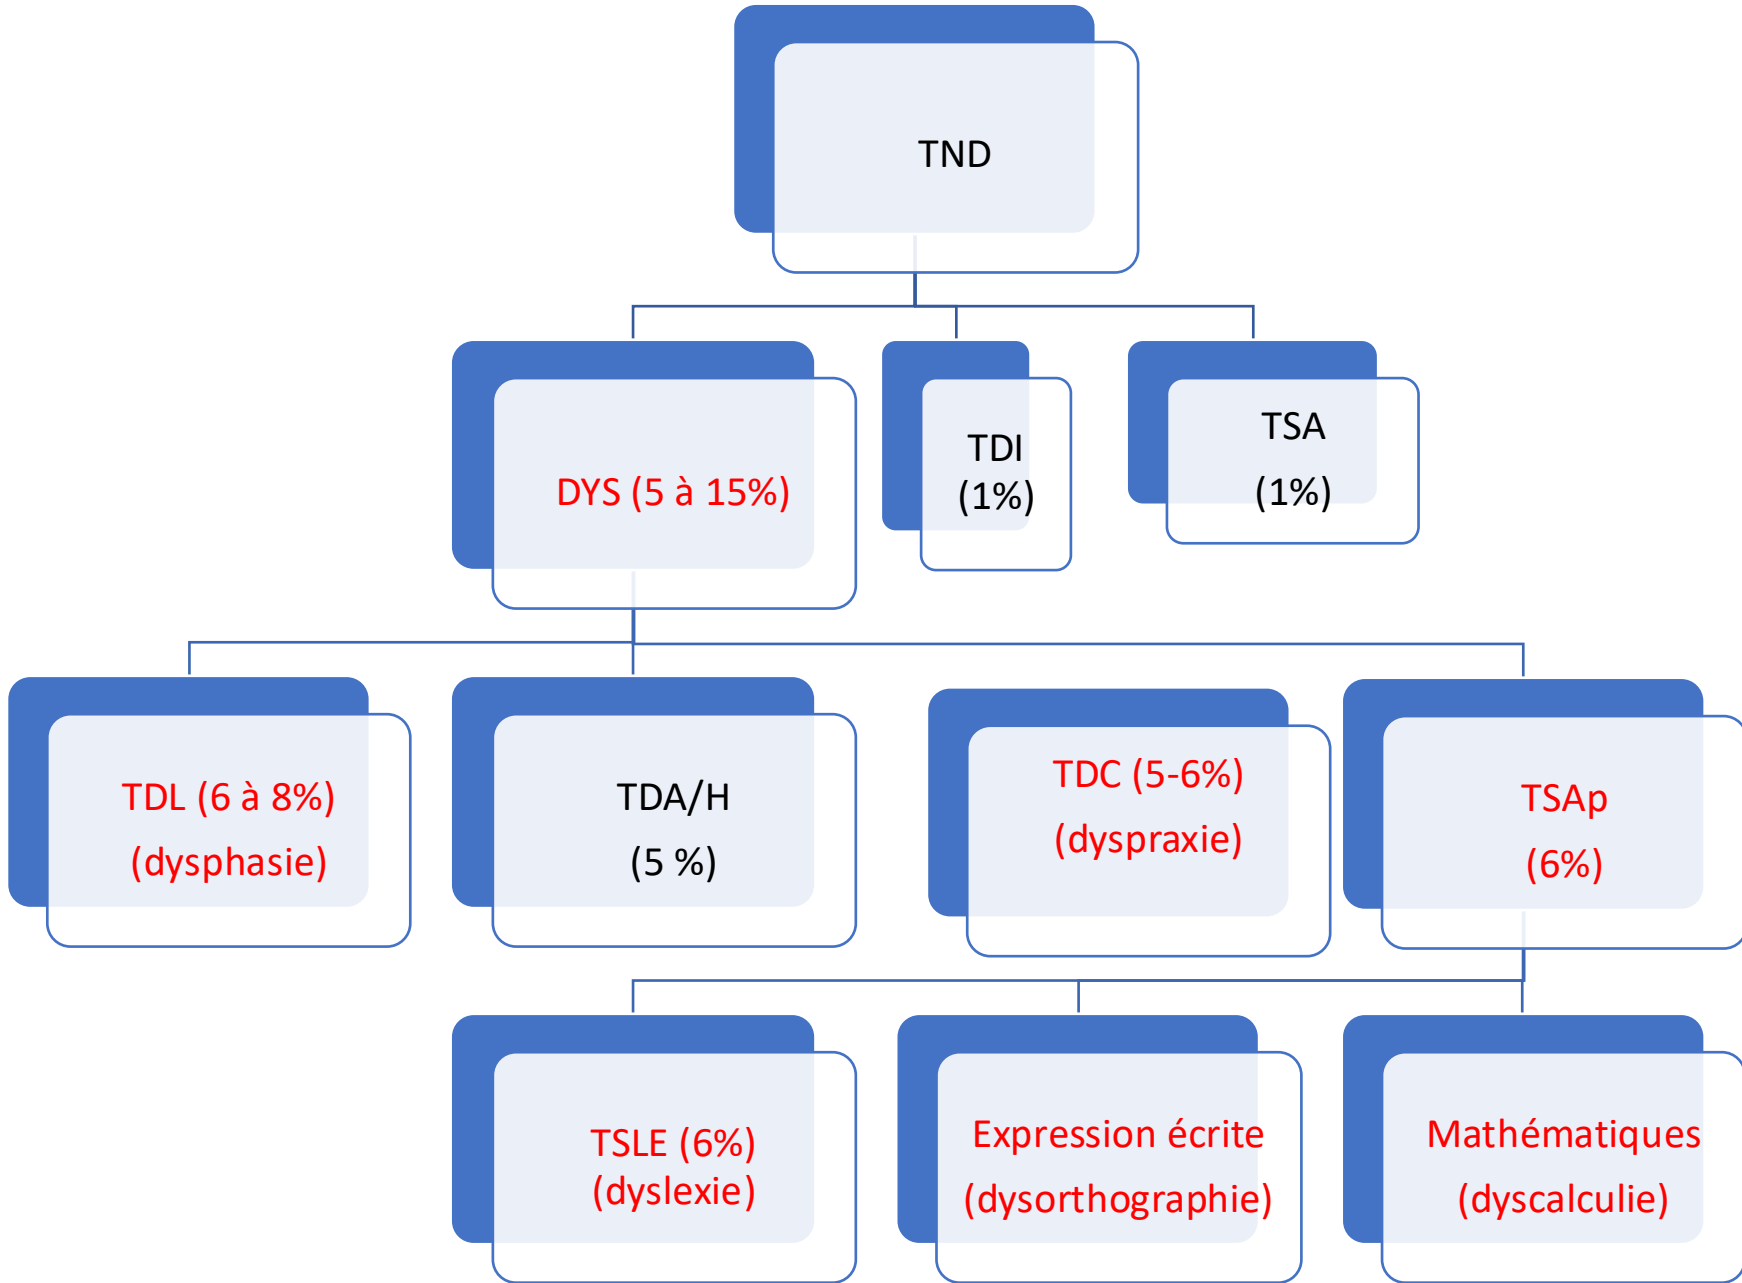 TND
DYS (5 à 15%)
TDI
(1%)
TSA
(1%)
TDL (6 à 8%)
(dysphasie)
TDA/H
(5 %)
TDC (5-6%)
(dyspraxie)
TSAp
(6%)
TSLE (6%)
(dyslexie)
Expression écrite
(dysorthographie)
Mathématiques
(dyscalculie)